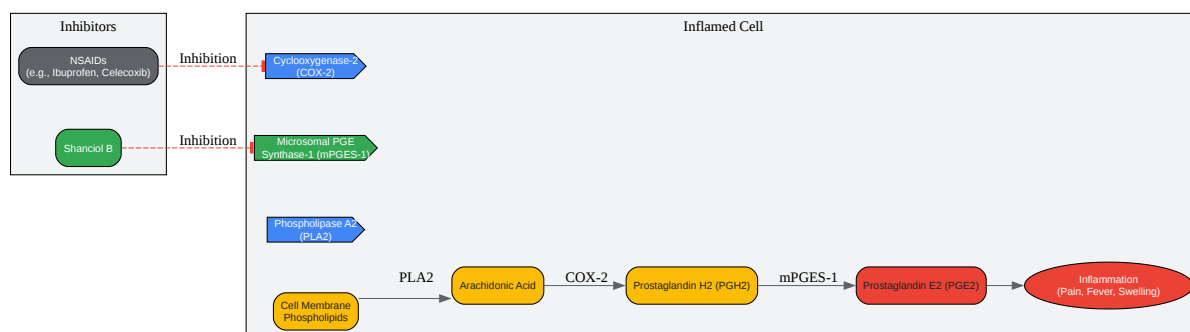 Inhibitors
Inflamed Cell
NSAIDs
(e.g., Ibuprofen, Celecoxib)
Inhibition
Cyclooxygenase-2
(COX-2)
Shanciol B
Inhibition
Microsomal PGE
Synthase-1 (mPGES-1)
Phospholipase A2
(PLA2)
Cell Membrane
Phospholipids
PLA2
Arachidonic Acid
COX-2
Prostaglandin H2 (PGH2)
mPGES-1
Prostaglandin E2 (PGE2)
Inflammation
(Pain, Fever, Swelling)